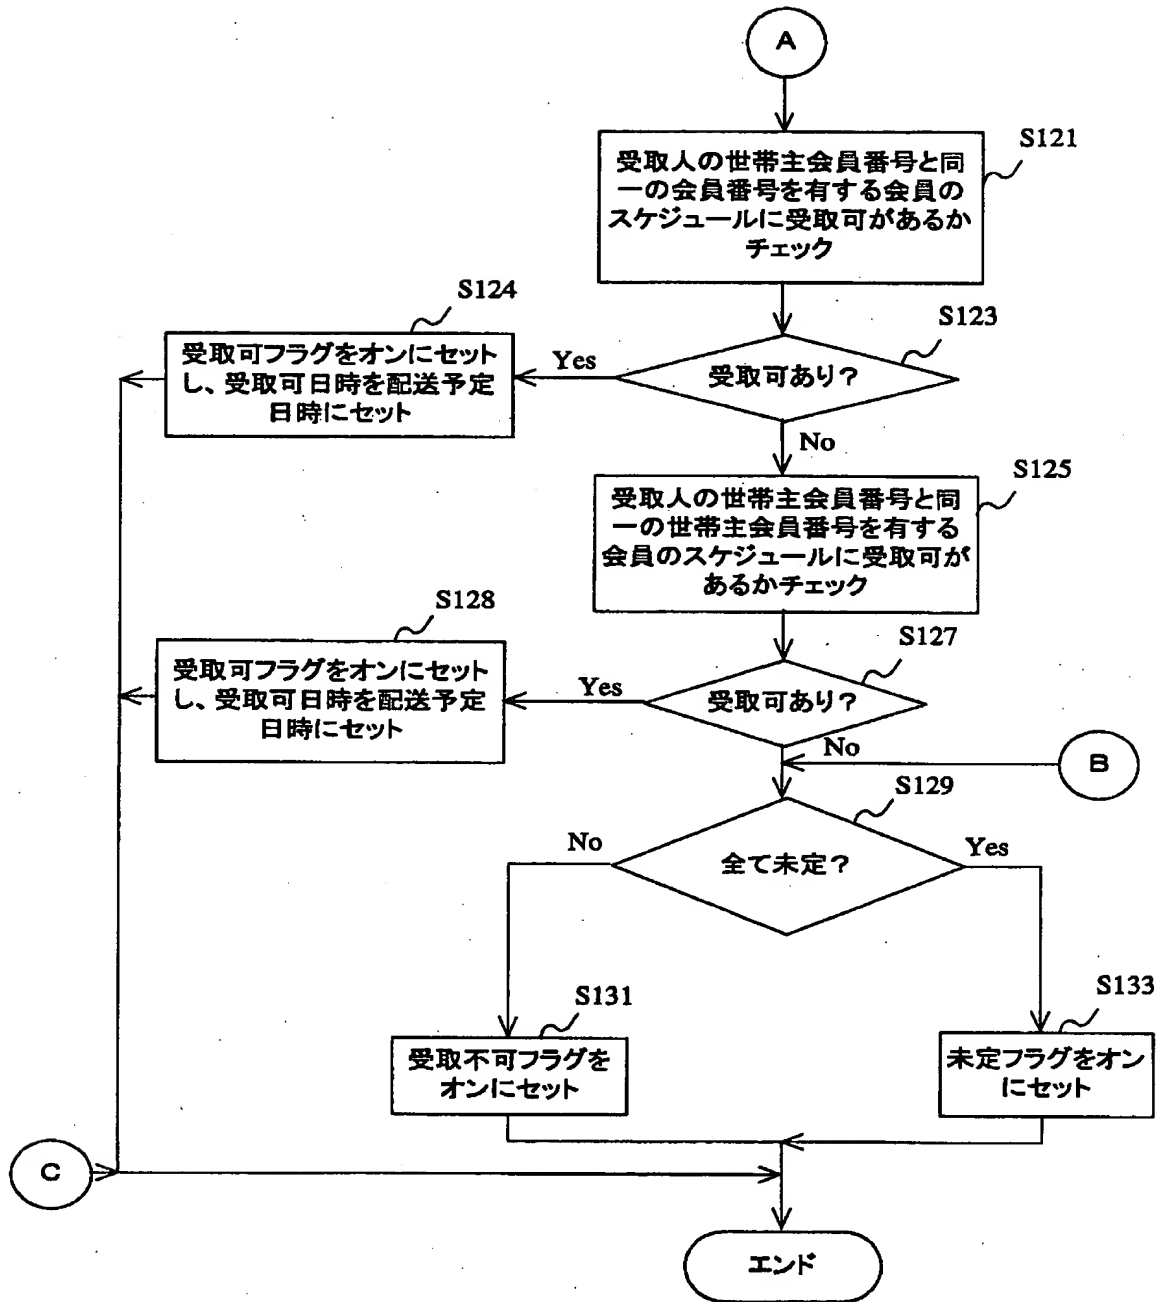 A
S121
受取人の世帯主会員番号と同
一の会員番号を有する会員の
スケジュールに受取可があるか
チェック
S124
S123
受取可フラグをオンにセット
し、受取可日時を配送予定
日時にセット
Yes
受取可あり?
No
S125
受取人の世帯主会員番号と同
一の世帯主会員番号を有する
会員のスケジュールに受取可が
あるかチェック
S128
S127
受取可フラグをオンにセット
し、受取可日時を配送予定
日時にセット
Yes
受取可あり?
No
B
S129
No
全て未定?
Yes
S131
S133
受取不可フラグを
オンにセット
未定フラグをオン
にセット
C
エンド